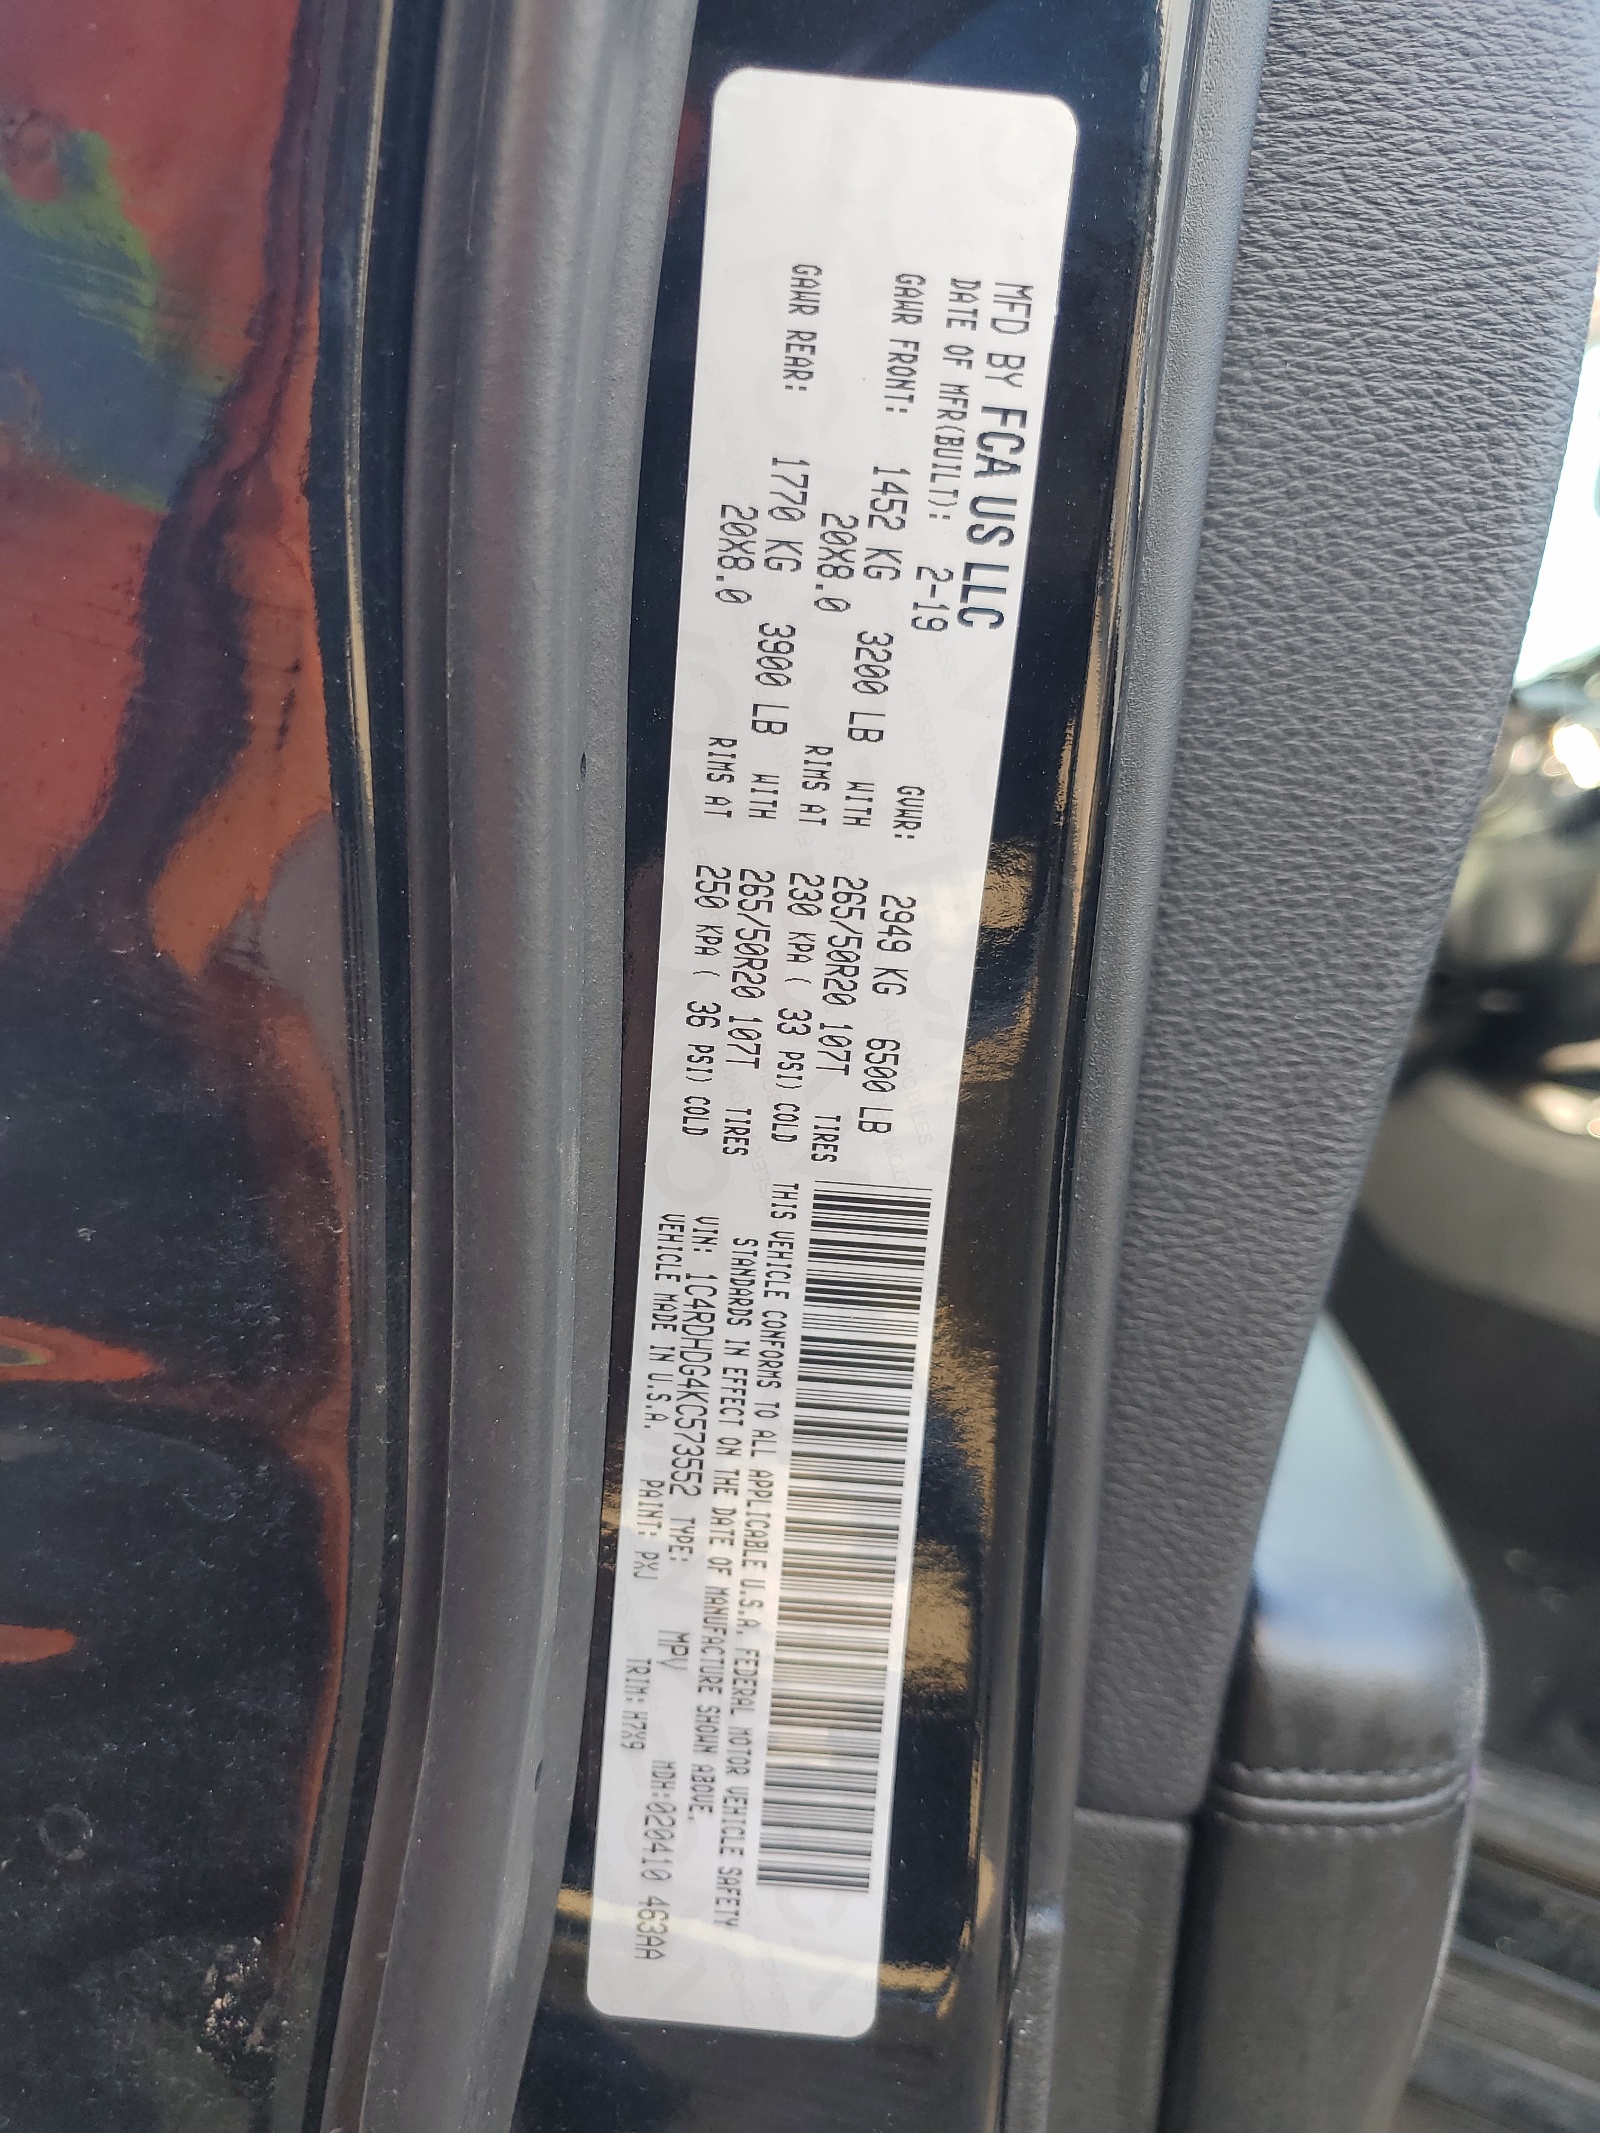 MFD BY FCA US LLC
DATE OF MFR(BUILT): 2-19 GVWR: 2949 KG 6500 LB
GAWR FRONT: 1452 KG 3200 LB WITH 265/50R20 107T TIRES
20X8.0 RIMS AT 230 KPA ( 33 PSI) COLD
GAWR REAR: 1770 KG 3900 LB WITH 265/50R20 107T TIRES
20X8.0 RIMS AT 250 KPA ( 36 PSI) COLD
THIS VEHICLE CONFORMS TO ALL APPLICABLE U.S.A. FEDERAL MOTOR VEHICLE SAFETY
STANDARDS IN EFFECT ON THE DATE OF MANUFACTURE SHOWN ABOVE.
VIN: 1C4RDHDG4KC573552 TYPE: MPV MDH:020410 463AA
VEHICLE MADE IN U.S.A. PAINT: PXJ TRIM: H7X9